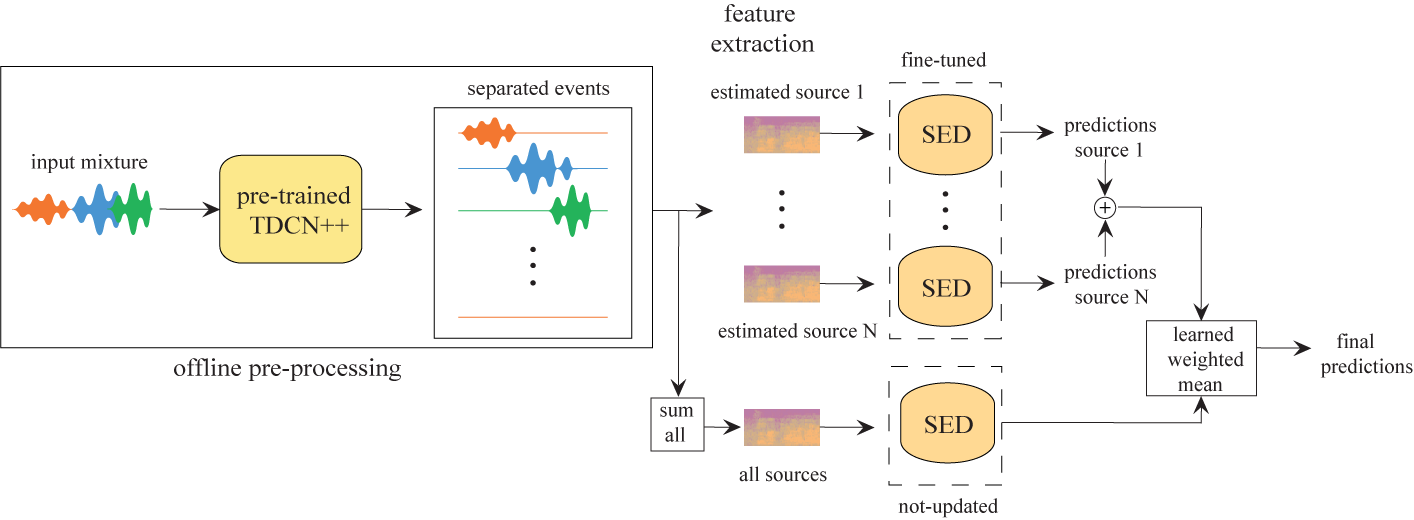 feature
extraction
fine-tuned
separated events
estimated source 1
input mixture
pre-trained
TDCN++
SED
predictions
source 1
+
SED
predictions
source N
estimated source N
offline pre-processing
learned
weighted
mean
final
predictions
sum
all
SED
all sources
not-updated